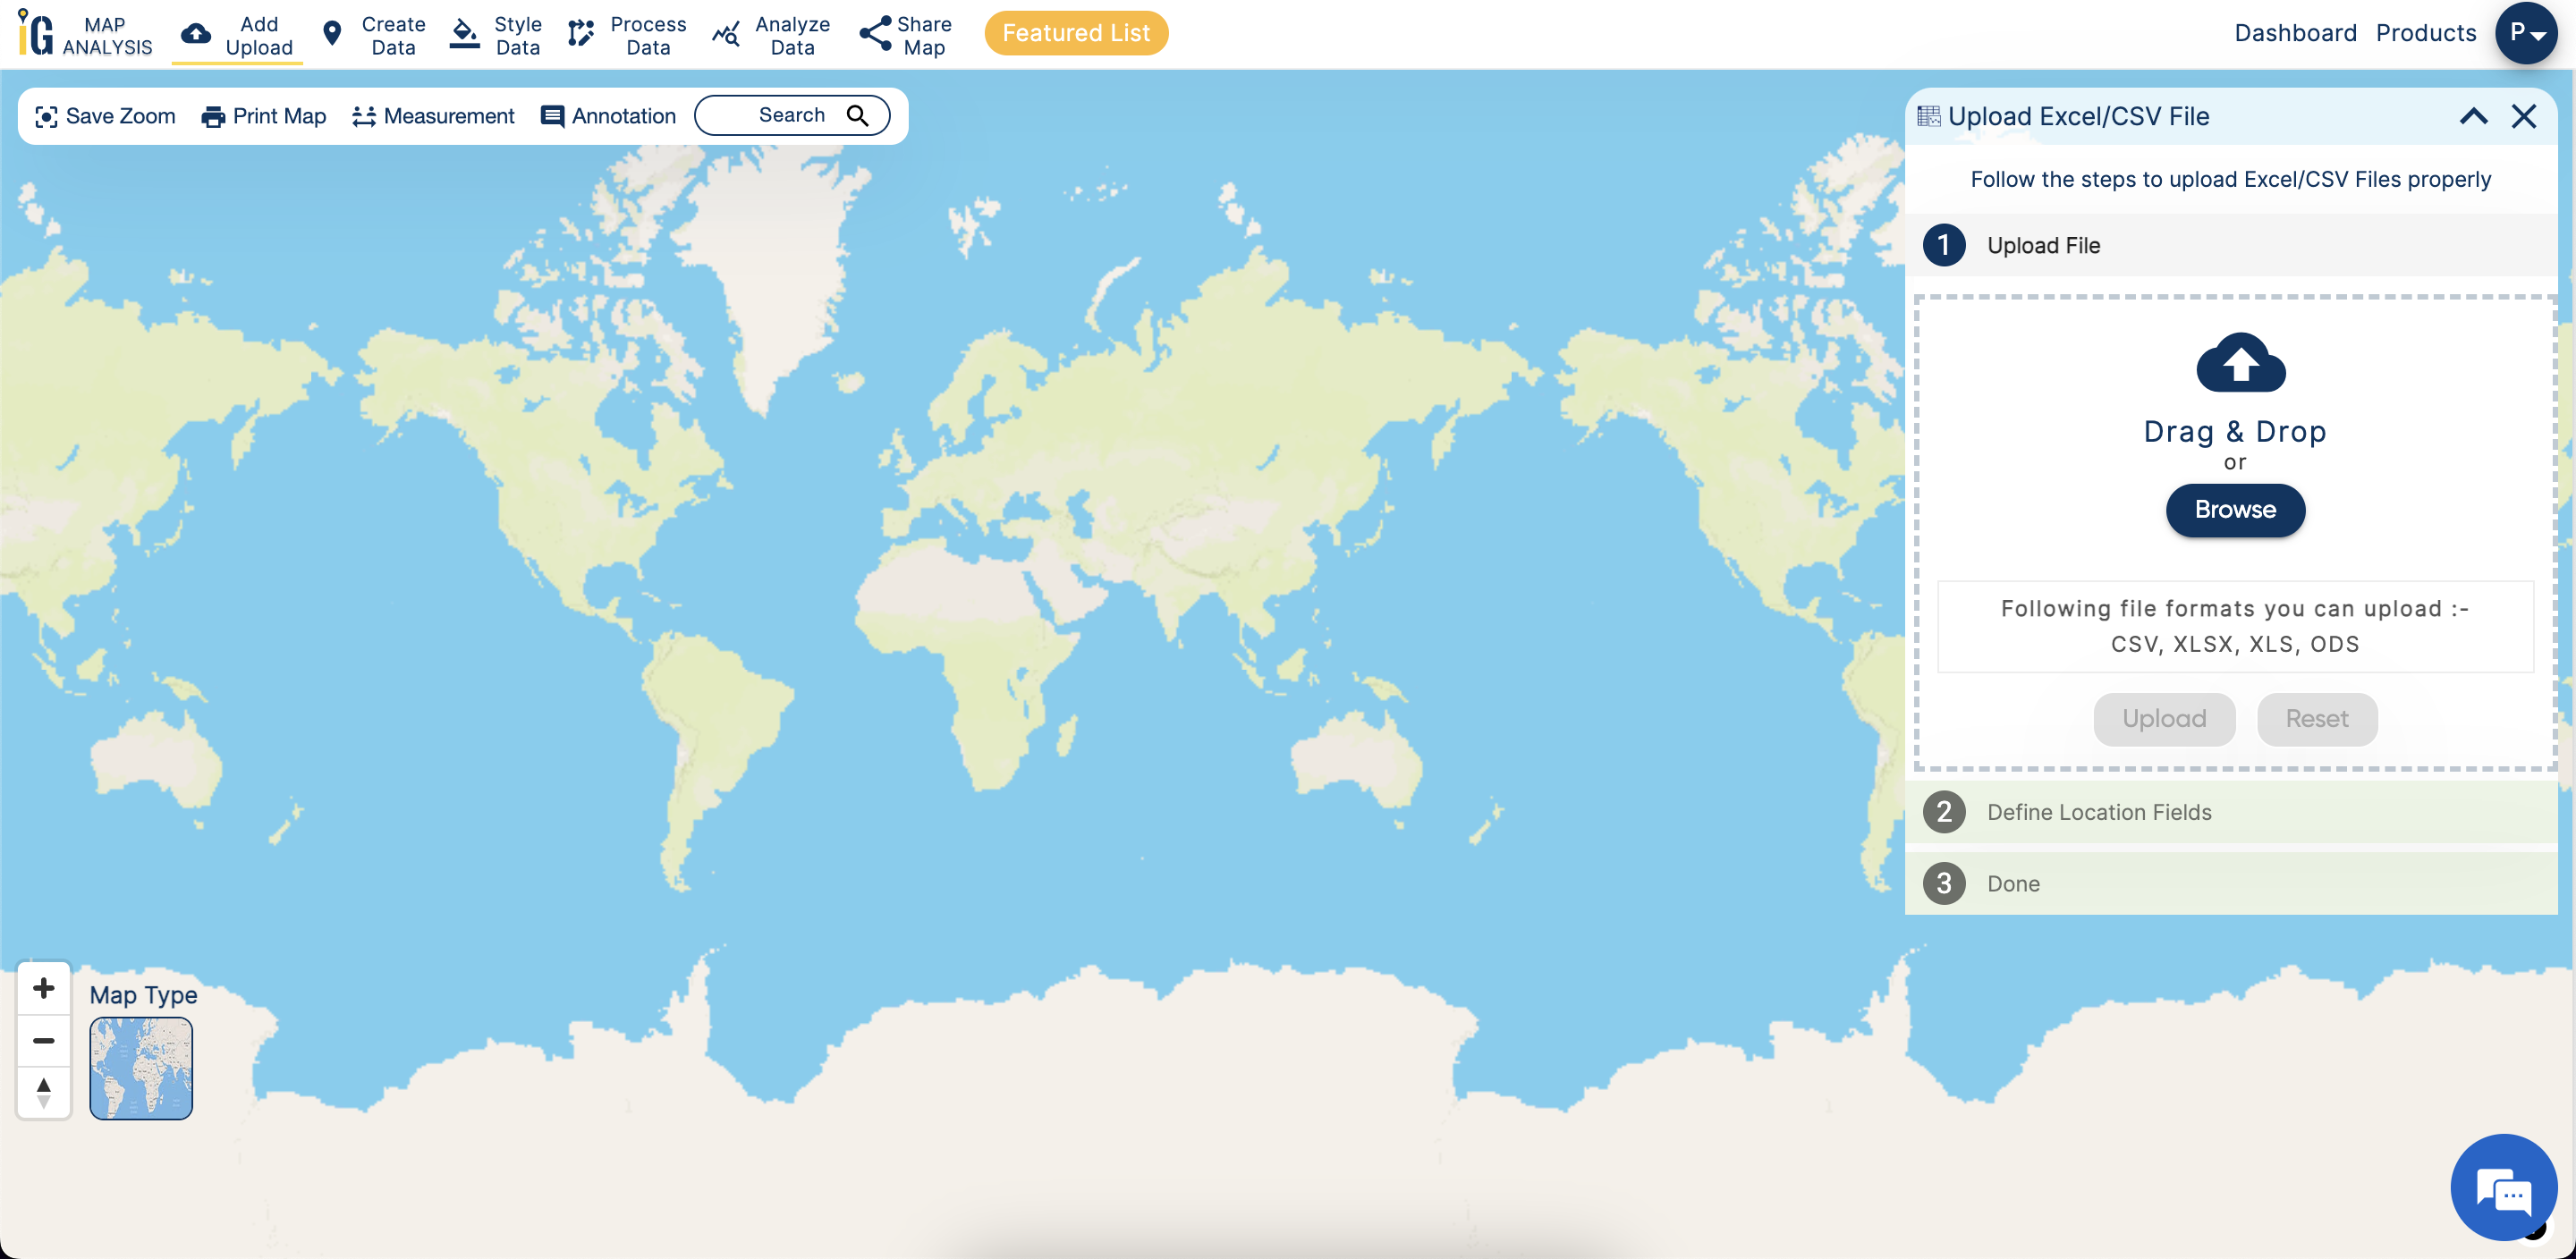 iG MAP ANALYSIS
Add Upload
Create Data
Style Data
Process Data
Analyze Data
Share Map
Featured List
Dashboard
Products
P
Save Zoom
Print Map
Measurement
Annotation
Search
Upload Excel/CSV File
Follow the steps to upload Excel/CSV Files properly
1 Upload File
Drag & Drop
or
Browse
Following file formats you can upload :-
CSV, XLSX, XLS, ODS
Upload
Reset
2 Define Location Fields
3 Done
Map Type